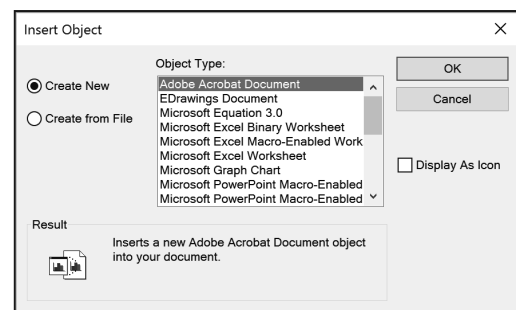 Insert Object
Object Type:
Create New
Create from File
Adobe Acrobat Document
EDrawings Document
Microsoft Equation 3.0
Microsoft Excel Binary Worksheet
Microsoft Excel Macro-Enabled Work
Microsoft Excel Worksheet
Microsoft Graph Chart
Microsoft PowerPoint Macro-Enabled
Microsoft PowerPoint Macro-Enabled
OK
Cancel
Display As Icon
Result
Inserts a new Adobe Acrobat Document object
into your document.